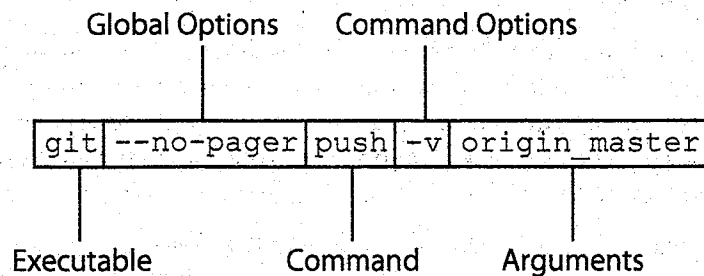 Global Options Command Options
git --no-pager push -v origin_master
Executable Command Arguments